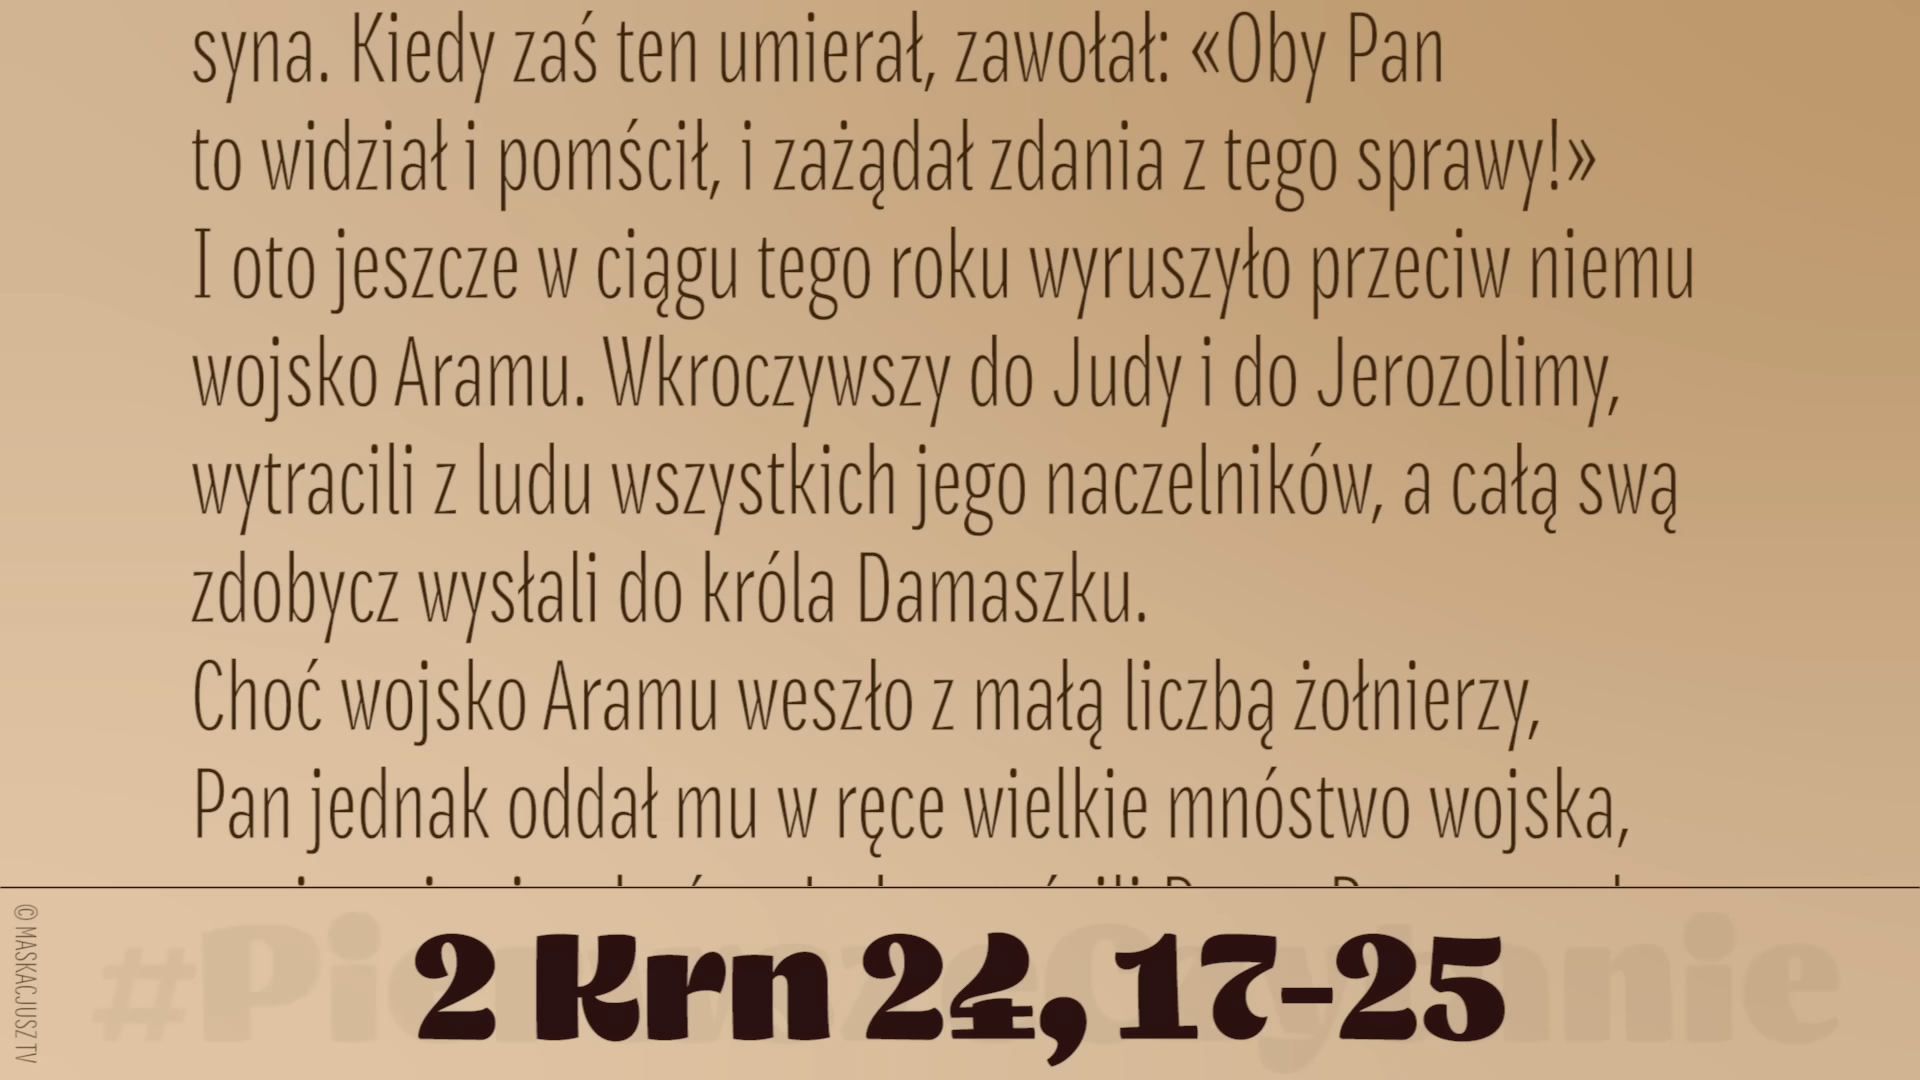 syna. Kiedy zaś ten umierał, zawołał: «Oby Pan
to widział i pomścił, i zażądał zdania z tego sprawy!»
I oto jeszcze w ciągu tego roku wyruszyło przeciw niemu
wojsko Aramu. Wkroczywszy do Judy i do Jerozolimy,
wytracili z ludu wszystkich jego naczelników, a całą swą
zdobycz wysłali do króla Damaszku.
Choć wojsko Aramu weszło z małą liczbą żołnierzy,
Pan jednak oddał mu w ręce wielkie mnóstwo wojska,
#PierwszeCzytanie
2 Krn 24, 17-25
© MASKACJUSZ TV